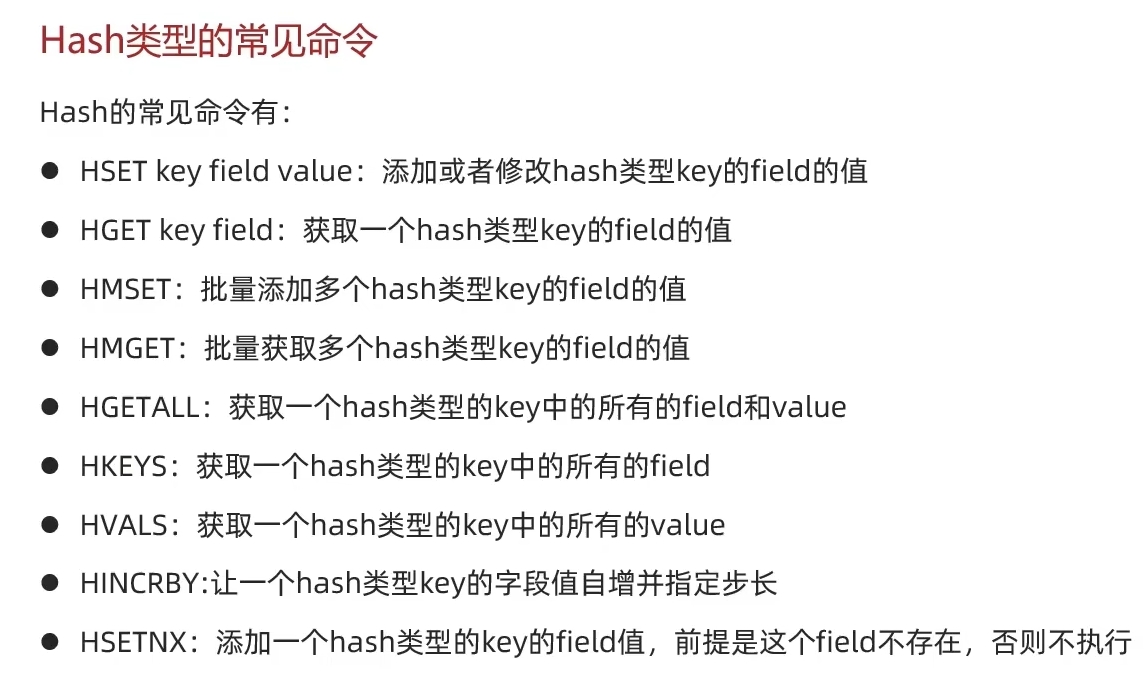 Hash类型的常见命令
Hash的常见命令有：
● HSET key field value：添加或者修改hash类型key的field的值
● HGET key field：获取一个hash类型key的field的值
● HMSET：批量添加多个hash类型key的field的值
● HMGET：批量获取多个hash类型key的field的值
● HGETALL：获取一个hash类型的key中的所有的field和value
● HKEYS：获取一个hash类型的key中的所有的field
● HVALS：获取一个hash类型的key中的所有的value
● HINCRBY:让一个hash类型key的字段值自增并指定步长
● HSETNX：添加一个hash类型的key的field值，前提是这个field不存在，否则不执行